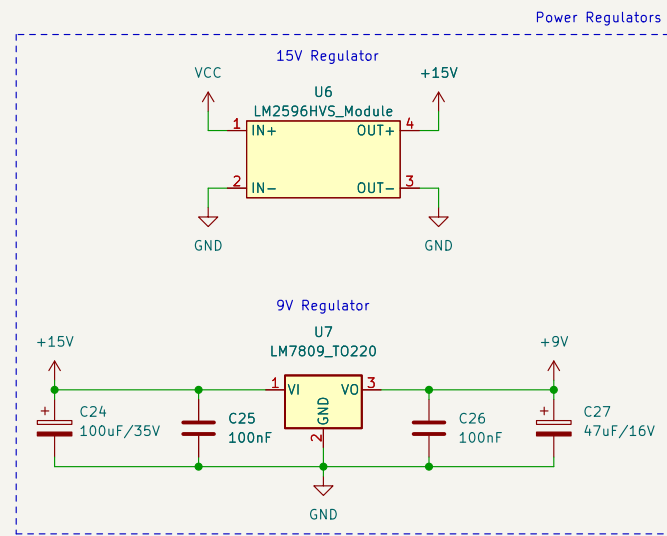 Power Regulators
15V Regulator
VCC
+15V
U6
LM2596HVS_Module
1 IN+ OUT+ 4
2 IN- OUT- 3
GND
GND
9V Regulator
U7
LM7809_TO220
+15V
+9V
1 VI VO 3
GND
2
+ C24
100uF/35V
C25
100nF
C26
100nF
+ C27
47uF/16V
GND